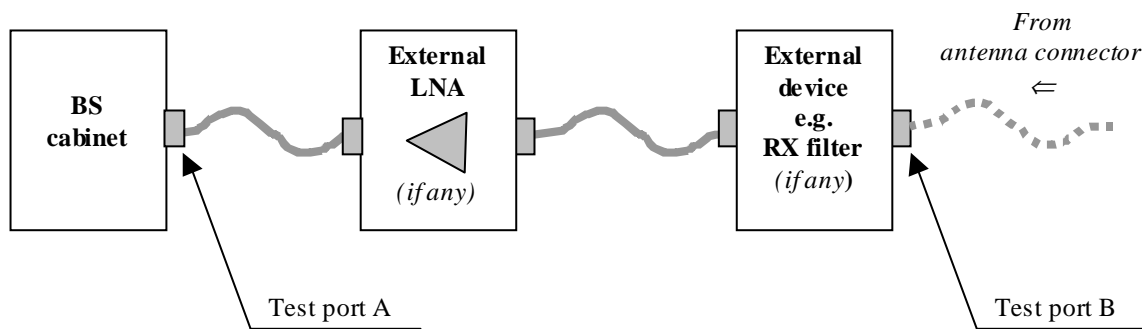 BS
cabinet
External
LNA
(if any)
External
device
e.g.
RX filter
(if any)
From
antenna connector
⇐
Test port A
Test port B